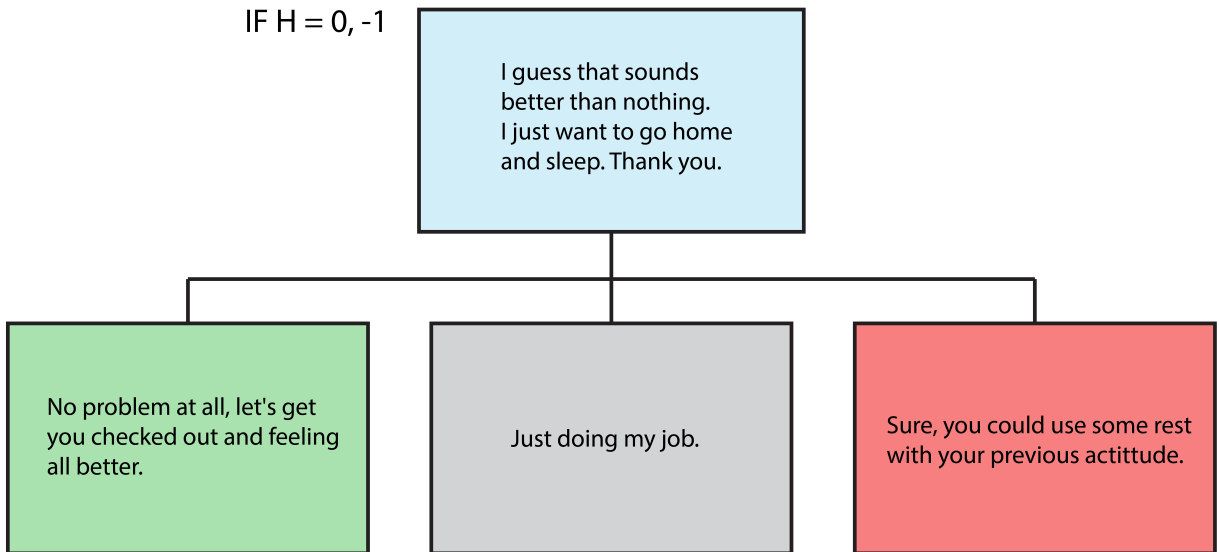 IF H = 0, -1
I guess that sounds
better than nothing.
I just want to go home
and sleep. Thank you.
No problem at all, let's get
you checked out and feeling
all better.
Just doing my job.
Sure, you could use some rest
with your previous actittude.